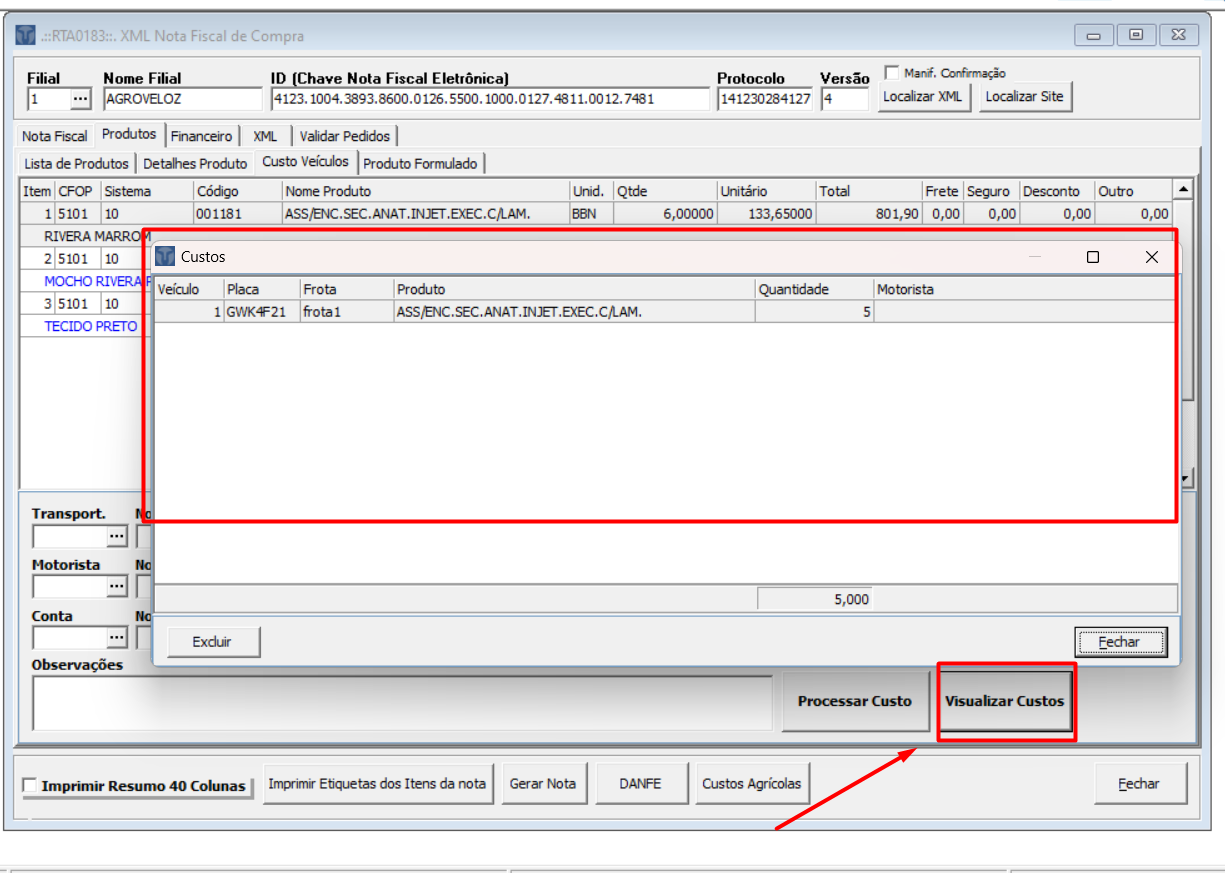 .::RTA0183::. XML Nota Fiscal de Compra
Filial Nome Filial ID (Chave Nota Fiscal Eletrônica) Protocolo Versão Manif. Confirmação
1 ... AGROVELOZ 4123.1004.3893.8600.0126.5500.1000.0127.4811.0012.7481 141230284127 4 Localizar XML Localizar Site
Nota Fiscal Produtos Financeiro XML Validar Pedidos
Lista de Produtos Detalhes Produto Custo Veículos Produto Formulado
Item CFOP Sistema Código Nome Produto Unid. Qtde Unitário Total Frete Seguro Desconto Outro
1 5101 10 001181 ASS/ENC.SEC.ANAT.INJET.EXEC.C/LAM. BBN 6,00000 133,65000 801,90 0,00 0,00 0,00 0,00
RIVERA MARROM
2 5101 10
MOCHO RIVERA
3 5101 10
TECIDO PRETO
Custos
Veículo Placa Frota Produto Quantidade Motorista
1 GWK4F21 frota1 ASS/ENC.SEC.ANAT.INJET.EXEC.C/LAM. 5
5,000
Excluir Fechar
Transport.
...
Motorista
...
Conta
...
Observações
Processar Custo Visualizar Custos
Imprimir Resumo 40 Colunas Imprimir Etiquetas dos Itens da nota Gerar Nota DANFE Custos Agrícolas Fechar